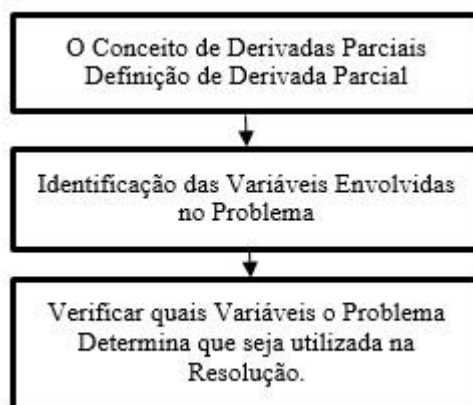 O Conceito de Derivadas Parciais
Definição de Derivada Parcial
Identificação das Variáveis Envolvidas
no Problema
Verificar quais Variáveis o Problema
Determina que seja utilizada na
Resolução.